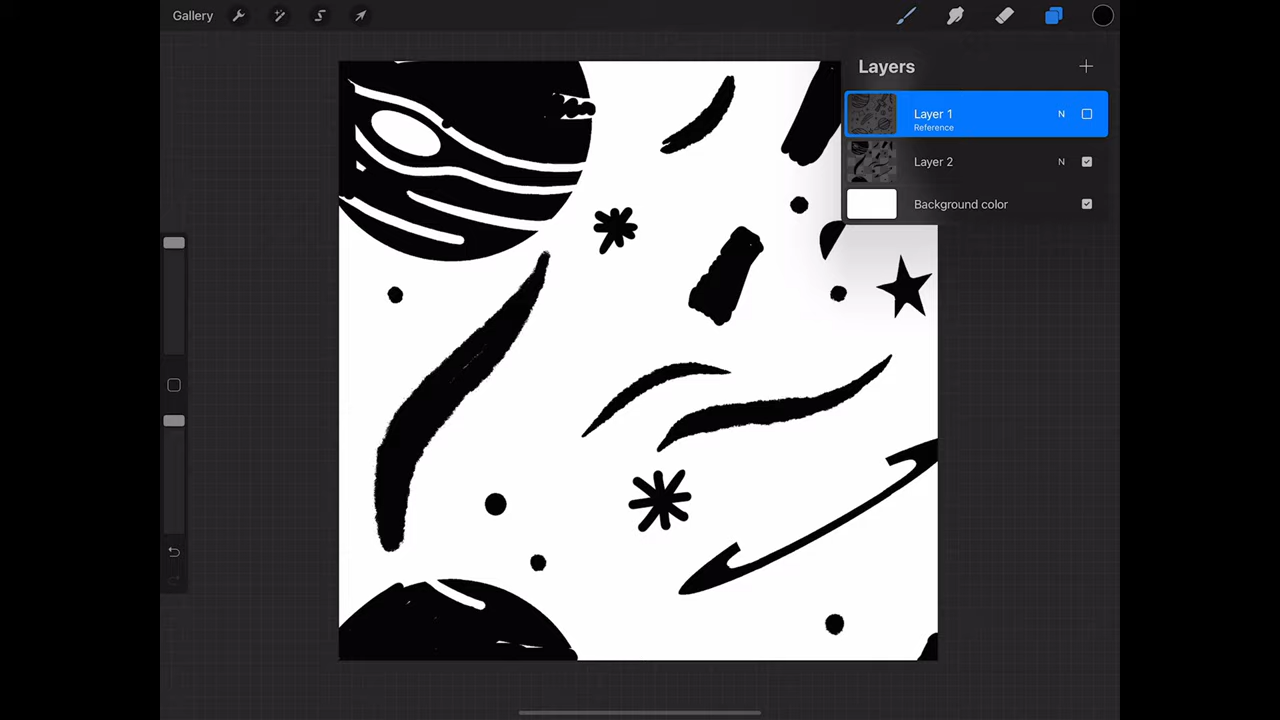 Gallery
Layers
Layer 1 N
Reference
Layer 2 N
Background color